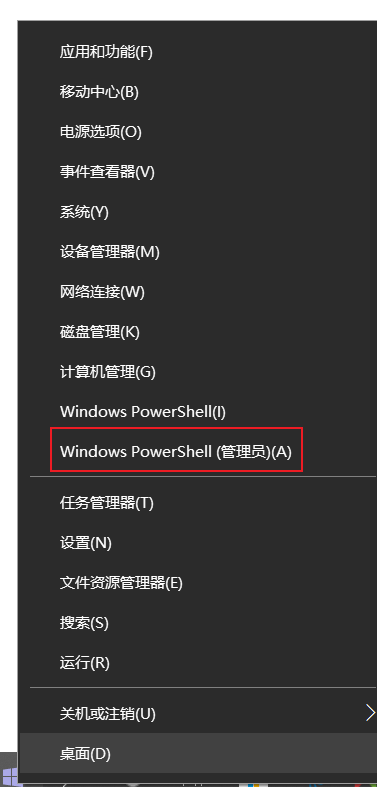 应用和功能(F)
移动中心(B)
电源选项(O)
事件查看器(V)
系统(Y)
设备管理器(M)
网络连接(W)
磁盘管理(K)
计算机管理(G)
Windows PowerShell(I)
Windows PowerShell (管理员)(A)
任务管理器(T)
设置(N)
文件资源管理器(E)
搜索(S)
运行(R)
关机或注销(U)
桌面(D)